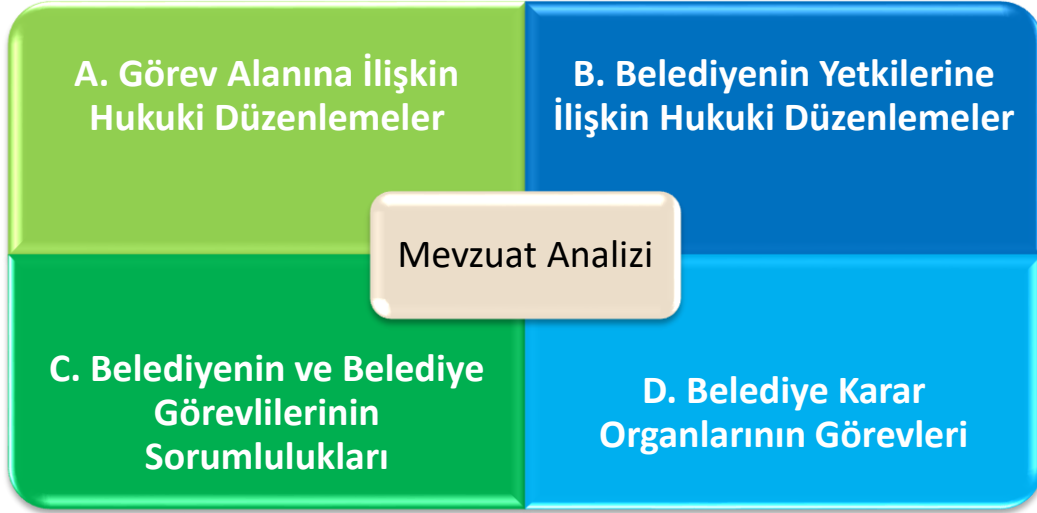 A. Görev Alanına İlişkin
Hukuki Düzenlemeler
B. Belediyenin Yetkilerine
İlişkin Hukuki Düzenlemeler
Mevzuat Analizi
C. Belediyenin ve Belediye
Görevlilerinin
Sorumlulukları
D. Belediye Karar
Organlarının Görevleri